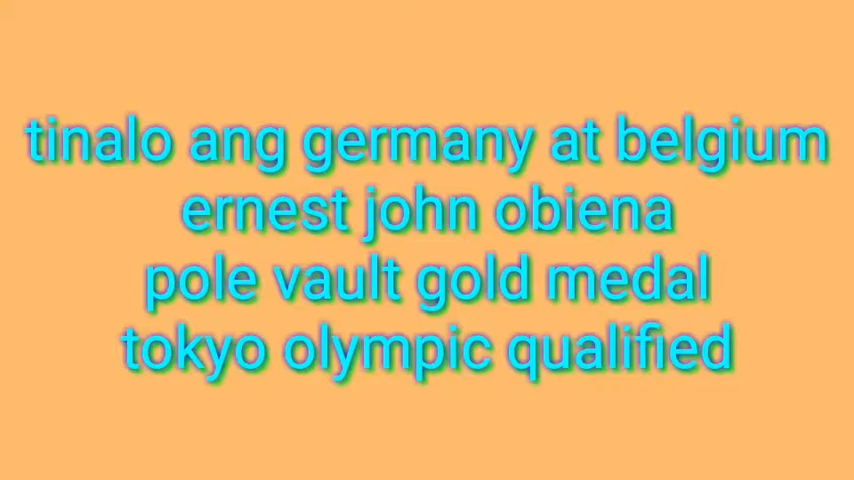 tinalo ang germany at belgium
ernest john obiena
pole vault gold medal
tokyo olympic qualified